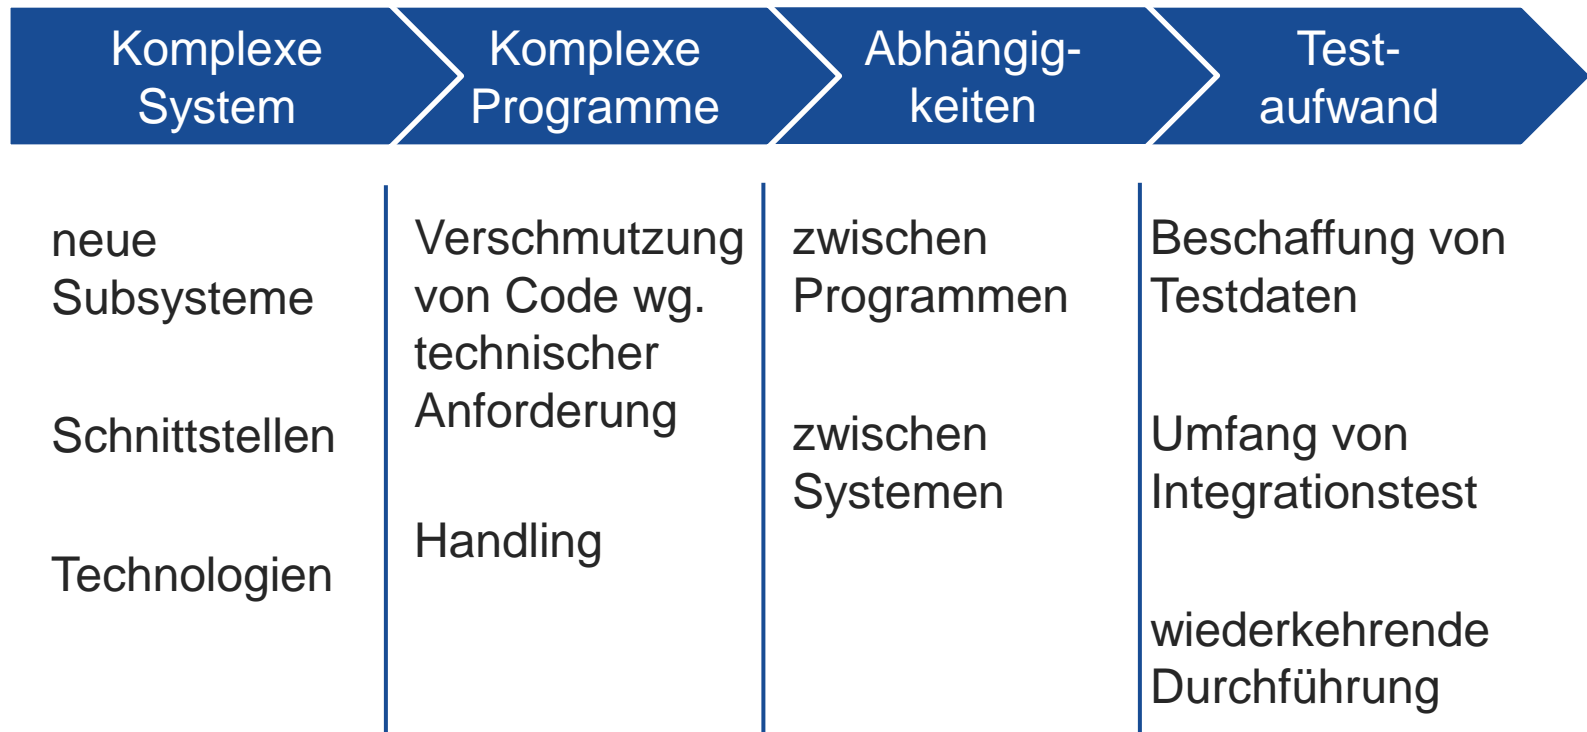 Komplexe
System
Komplexe
Programme
Abhängig-
keiten
Test-
aufwand
neue
Subsysteme
Schnittstellen
Technologien
Verschmutzung
von Code wg.
technischer
Anforderung
Handling
zwischen
Programmen
zwischen
Systemen
Beschaffung von
Testdaten
Umfang von
Integrationstest
wiederkehrende
Durchführung